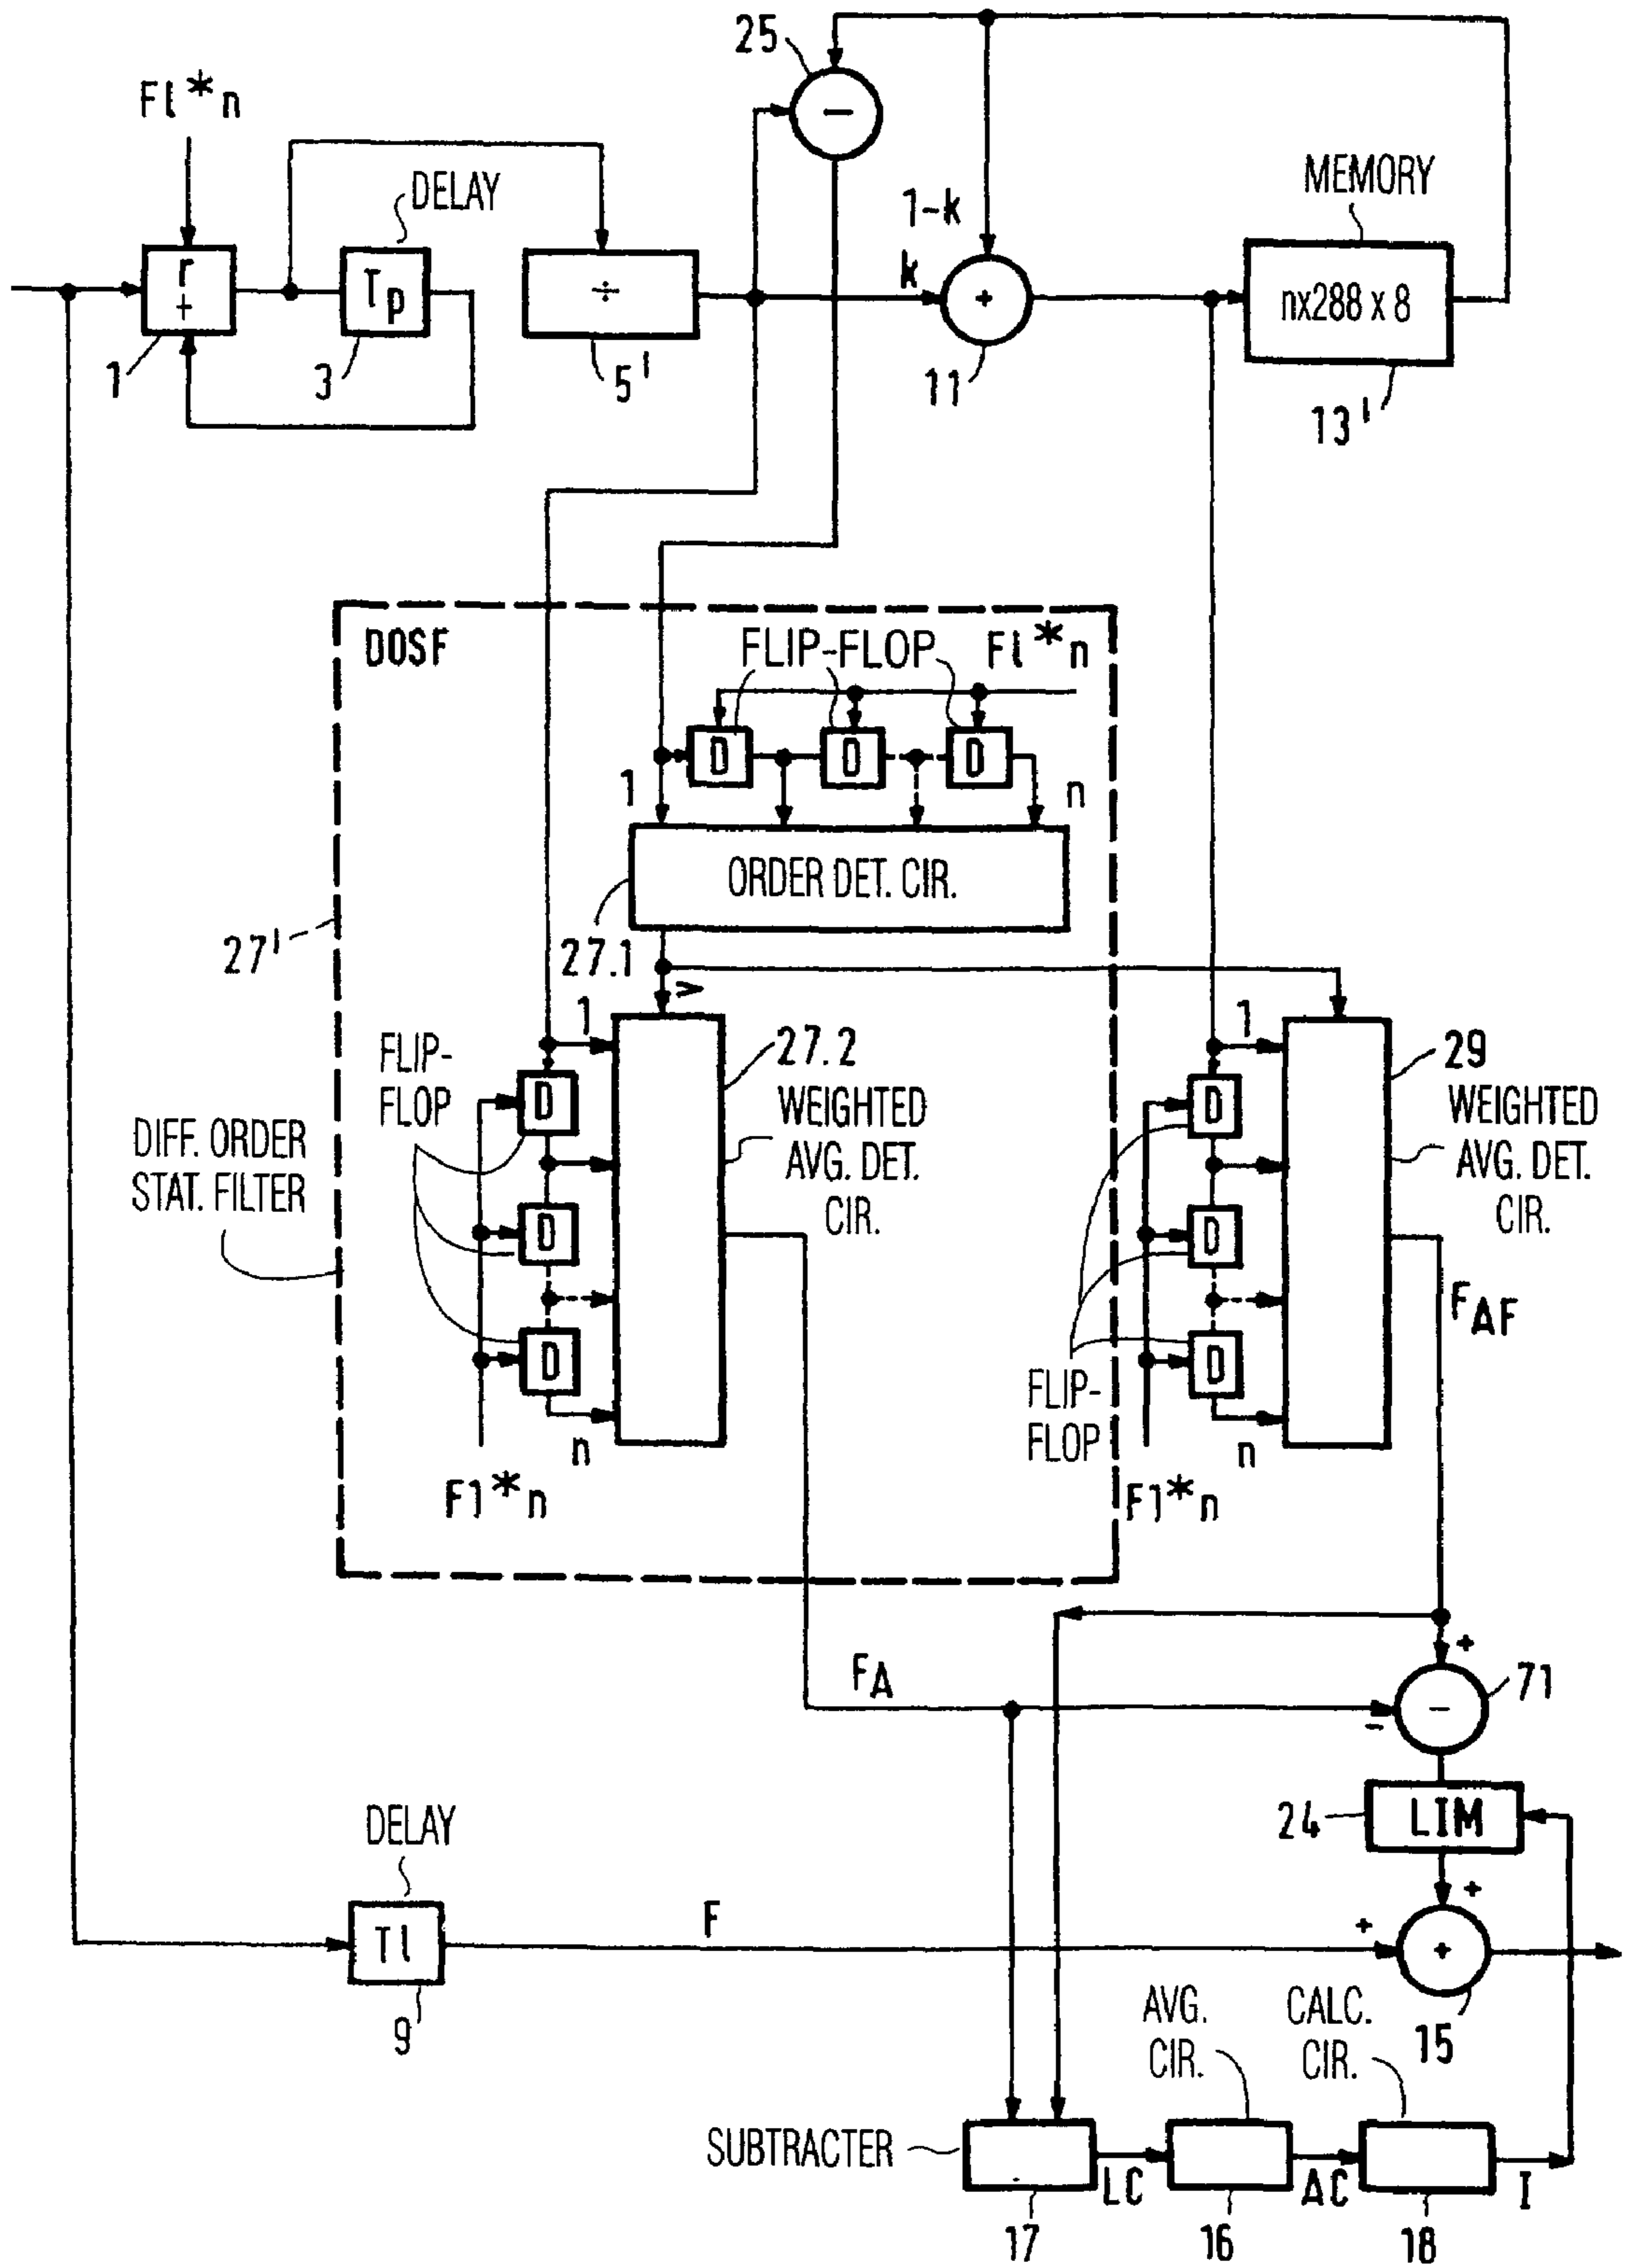 25
Fl*n
DELAY
MEMORY
1-k
r
+
Tp
÷
k
+
nx288 x 8
−
1
3
5'
11
13'
DOSF
FLIP-FLOP
Fl*n
D
D
D
1
n
ORDER DET. CIR.
27'
27.1
>
1
1
FLIP-
FLOP
27.2
WEIGHTED
AVG. DET.
CIR.
29
WEIGHTED
AVG. DET.
CIR.
D
D
DIFF. ORDER
STAT. FILTER
D
D
FAF
D
D
FLIP-
FLOP
n
n
F1*n
F1*n
+
FA
71
−
-
DELAY
24
LIM
+
F
+
Tl
+
9
AVG.
CIR.
CALC.
CIR.
15
SUBTRACTER
LC
AC
I
17
16
18